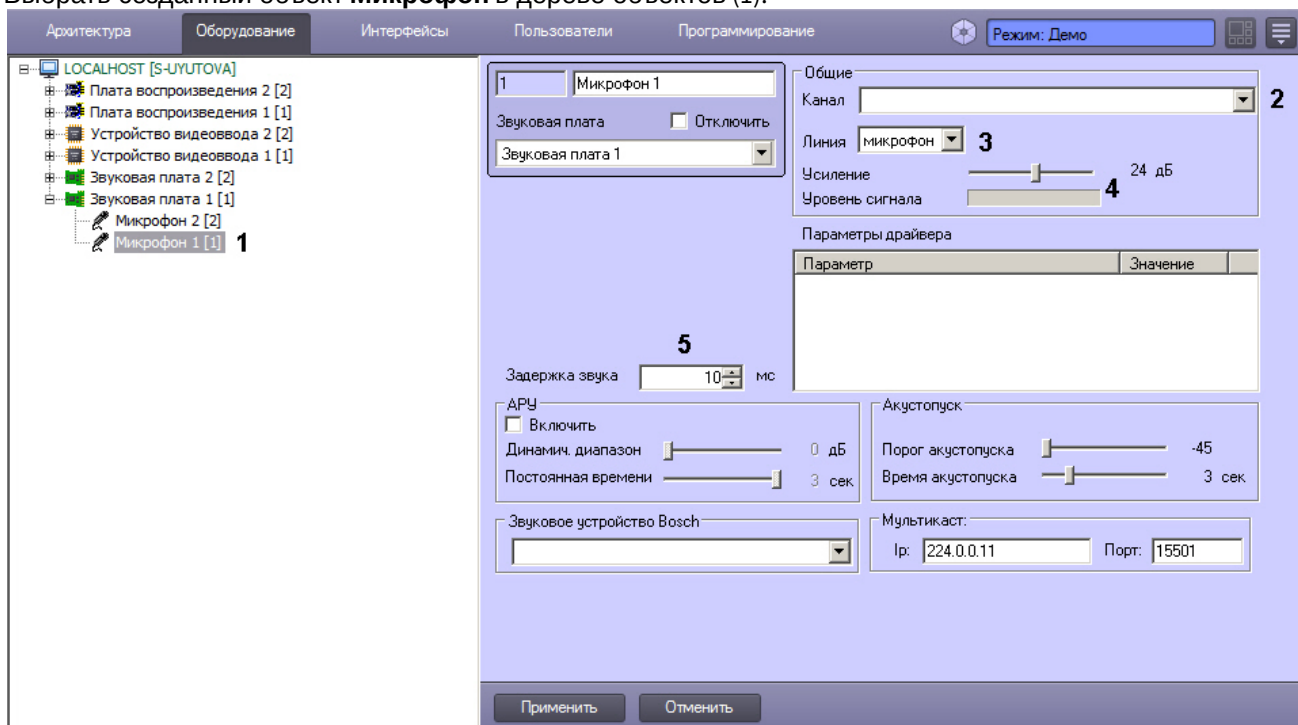 Выбрать созданный объект Микрофон в дереве объектов (1).
Архитектура Оборудование Интерфейсы Пользователи Программирование Режим: Демо
LOCALHOST [S-UYUTOVA]
Плата воспроизведения 2 [2]
Плата воспроизведения 1 [1]
Устройство видеоввода 2 [2]
Устройство видеоввода 1 [1]
Звуковая плата 2 [2]
Звуковая плата 1 [1]
Микрофон 2 [2]
Микрофон 1 [1] 1
1 Микрофон 1
Звуковая плата Отключить
Звуковая плата 1
Общие
Канал 2
Линия микрофон 3
Усиление 24 дБ
Уровень сигнала 4
Параметры драйвера
Параметр Значение
5
Задержка звука 10 мс
АРУ
Включить
Динамич. диапазон 0 дБ
Постоянная времени 3 сек
Акустопуск
Порог акустопуска -45
Время акустопуска 3 сек
Звуковое устройство Bosch
Мультикаст:
Ip: 224.0.0.11 Порт: 15501
Применить Отменить